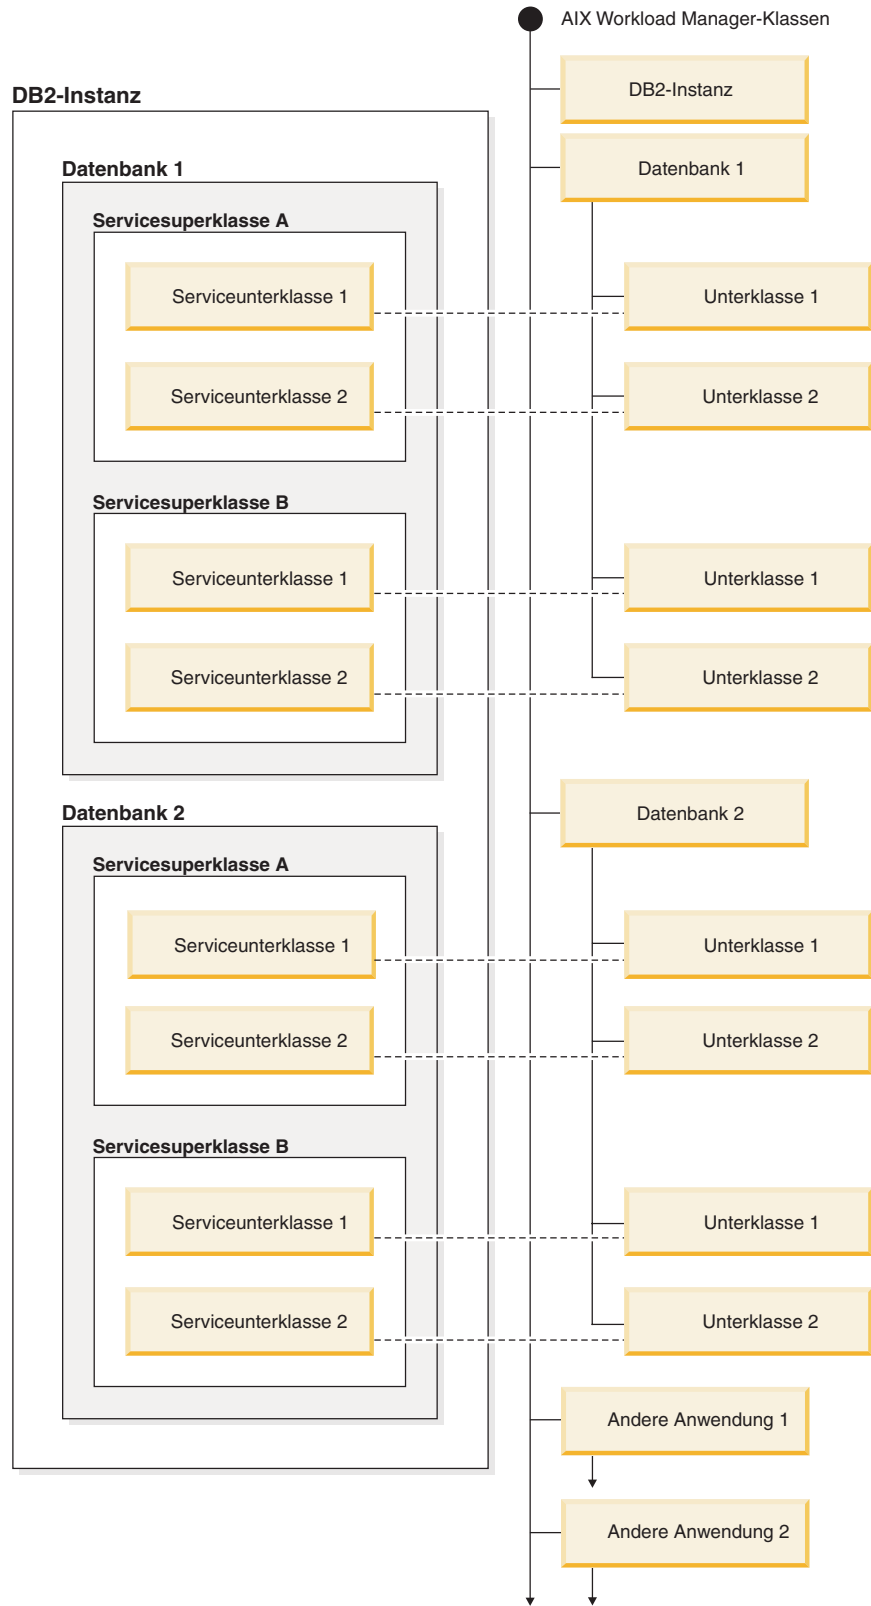 AIX Workload Manager-Klassen
DB2-Instanz
DB2-Instanz
Datenbank 1
Datenbank 1
Servicesuperklasse A
Serviceunterklasse 1
Unterklasse 1
Serviceunterklasse 2
Unterklasse 2
Servicesuperklasse B
Serviceunterklasse 1
Unterklasse 1
Serviceunterklasse 2
Unterklasse 2
Datenbank 2
Datenbank 2
Servicesuperklasse A
Serviceunterklasse 1
Unterklasse 1
Serviceunterklasse 2
Unterklasse 2
Servicesuperklasse B
Serviceunterklasse 1
Unterklasse 1
Serviceunterklasse 2
Unterklasse 2
Andere Anwendung 1
Andere Anwendung 2